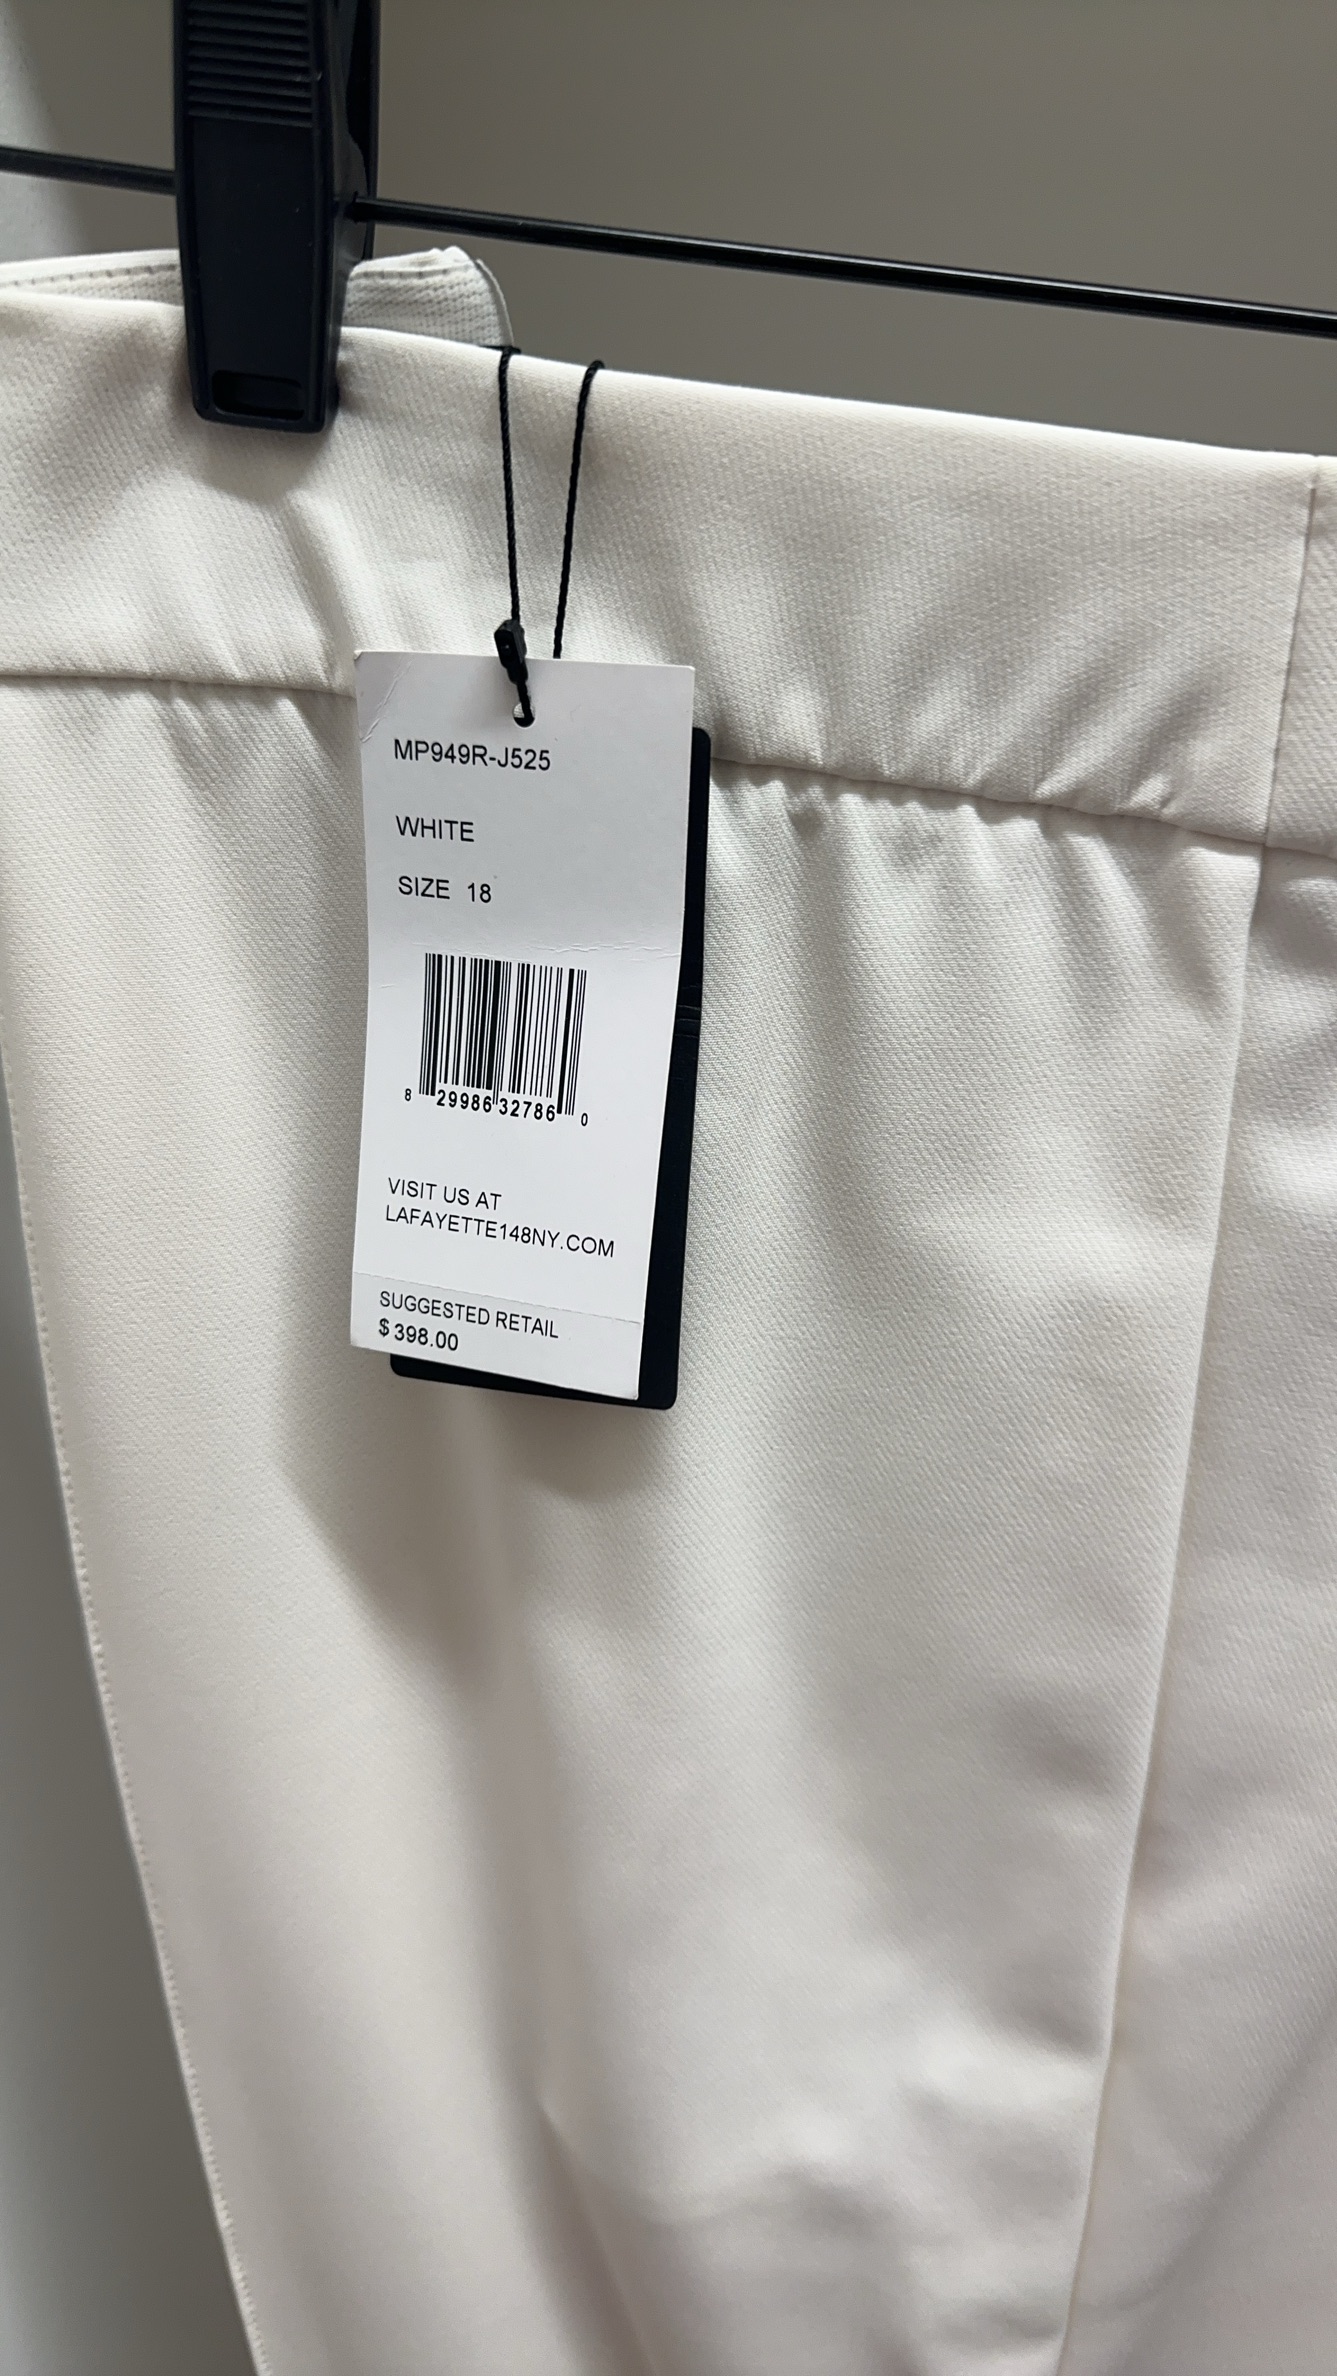 MP949R-J525
WHITE
SIZE 18
8 29986 32786 0
VISIT US AT
LAFAYETTE148NY.COM
SUGGESTED RETAIL
$ 398.00